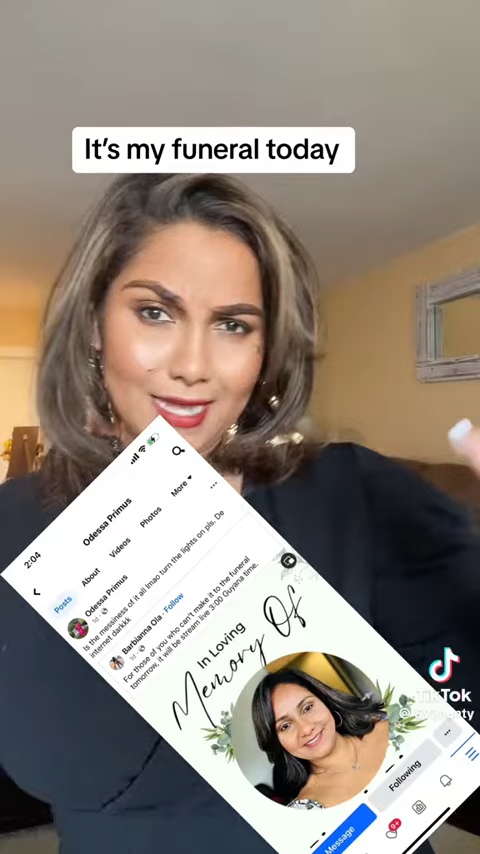 It's my funeral today
2:04
Odessa Primus
Posts
About
Videos
Photos
More
Odessa Primus
1d
Is the messiness of it all lmao turn the lights on pls. De
internet darkkk
Barbianna Ola · Follow
1d
For those of you who can't make it to the funeral
tomorrow, it will be stream live 3:00 Guyana time.
In Loving
Memory Of
Message
Following
9+
TikTok